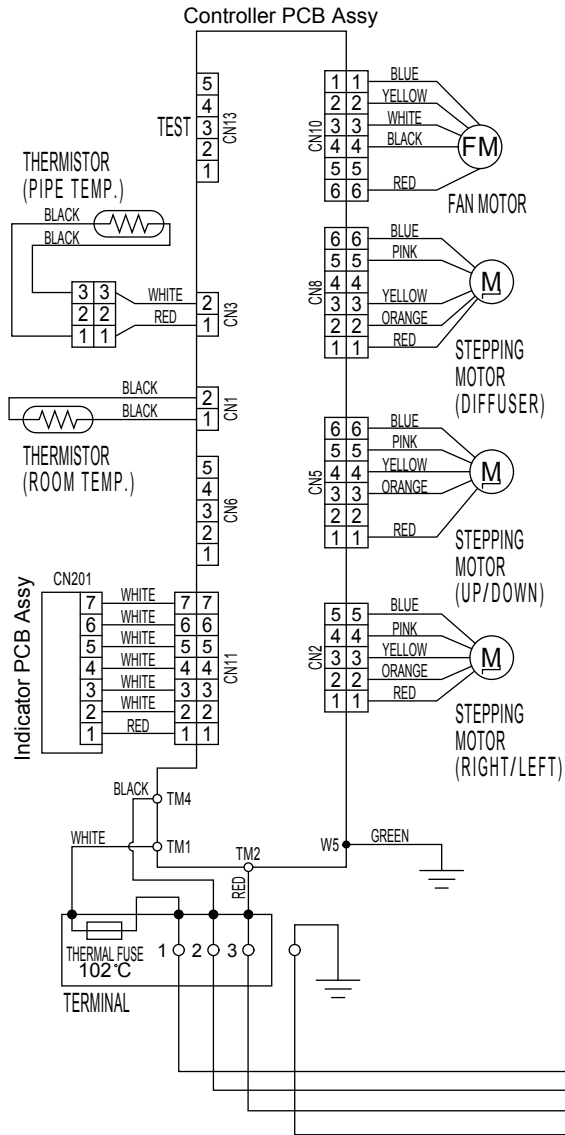 Controller PCB Assy
TEST
5
4
3
2
1
CN13
THERMISTOR
(PIPE TEMP.)
BLACK
BLACK
3 3
2 2
1 1
WHITE
RED
2
1
CN3
BLACK
BLACK
2
1
CN1
THERMISTOR
(ROOM TEMP.)
5
4
3
2
1
CN6
Indicator PCB Assy
CN201
7 WHITE 7 7
6 WHITE 6 6
5 WHITE 5 5
4 WHITE 4 4
3 WHITE 3 3
2 WHITE 2 2
1 RED 1 1
CN11
CN10
1 1 BLUE
2 2 YELLOW
3 3 WHITE
4 4 BLACK
5 5
6 6 RED
FM
FAN MOTOR
CN8
6 6 BLUE
5 5 PINK
4 4
3 3 YELLOW
2 2 ORANGE
1 1 RED
M
STEPPING
MOTOR
(DIFFUSER)
CN5
6 6 BLUE
5 5 PINK
4 4 YELLOW
3 3 ORANGE
2 2
1 1 RED
M
STEPPING
MOTOR
(UP/DOWN)
CN2
5 5 BLUE
4 4 PINK
3 3 YELLOW
2 2 ORANGE
1 1 RED
M
STEPPING
MOTOR
(RIGHT/LEFT)
BLACK TM4
WHITE TM1
TM2
RED
W5 GREEN
THERMAL FUSE
102℃
1 2 3
TERMINAL